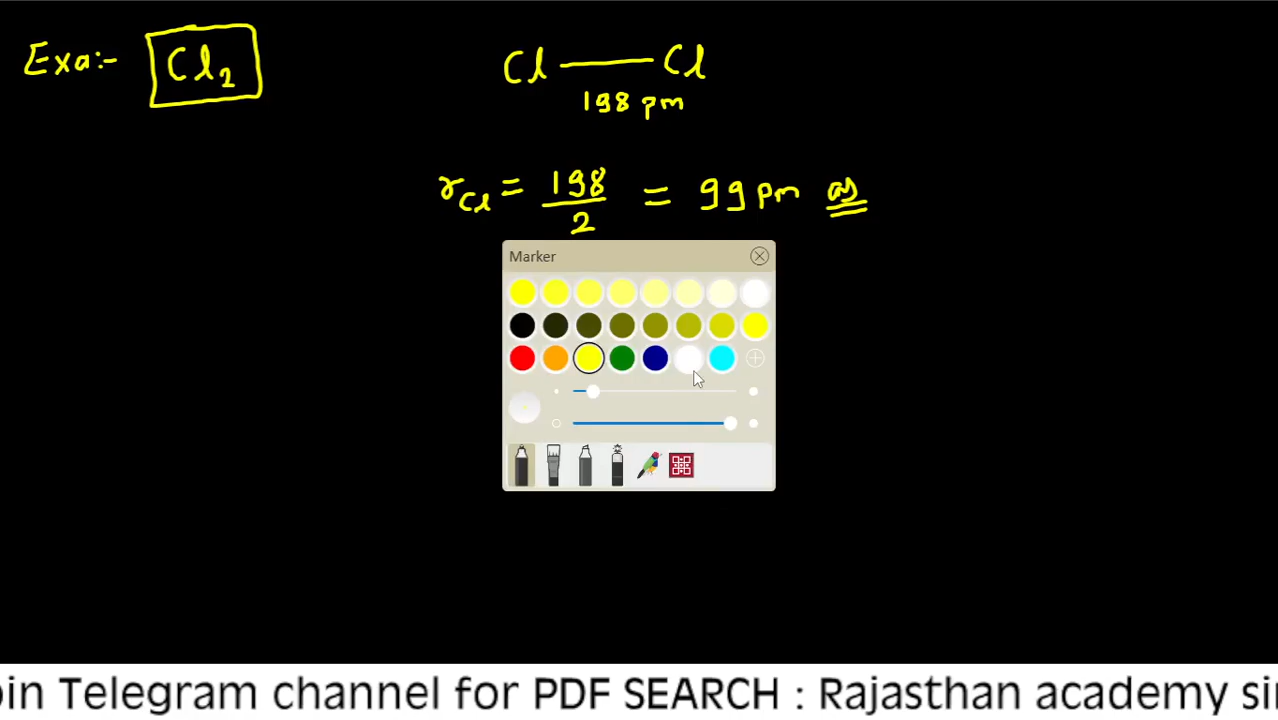 Exa:- Cl2 Cl — Cl
198 pm
rCl = 198/2 = 99 pm
Marker
oin Telegram channel for PDF SEARCH : Rajasthan academy si